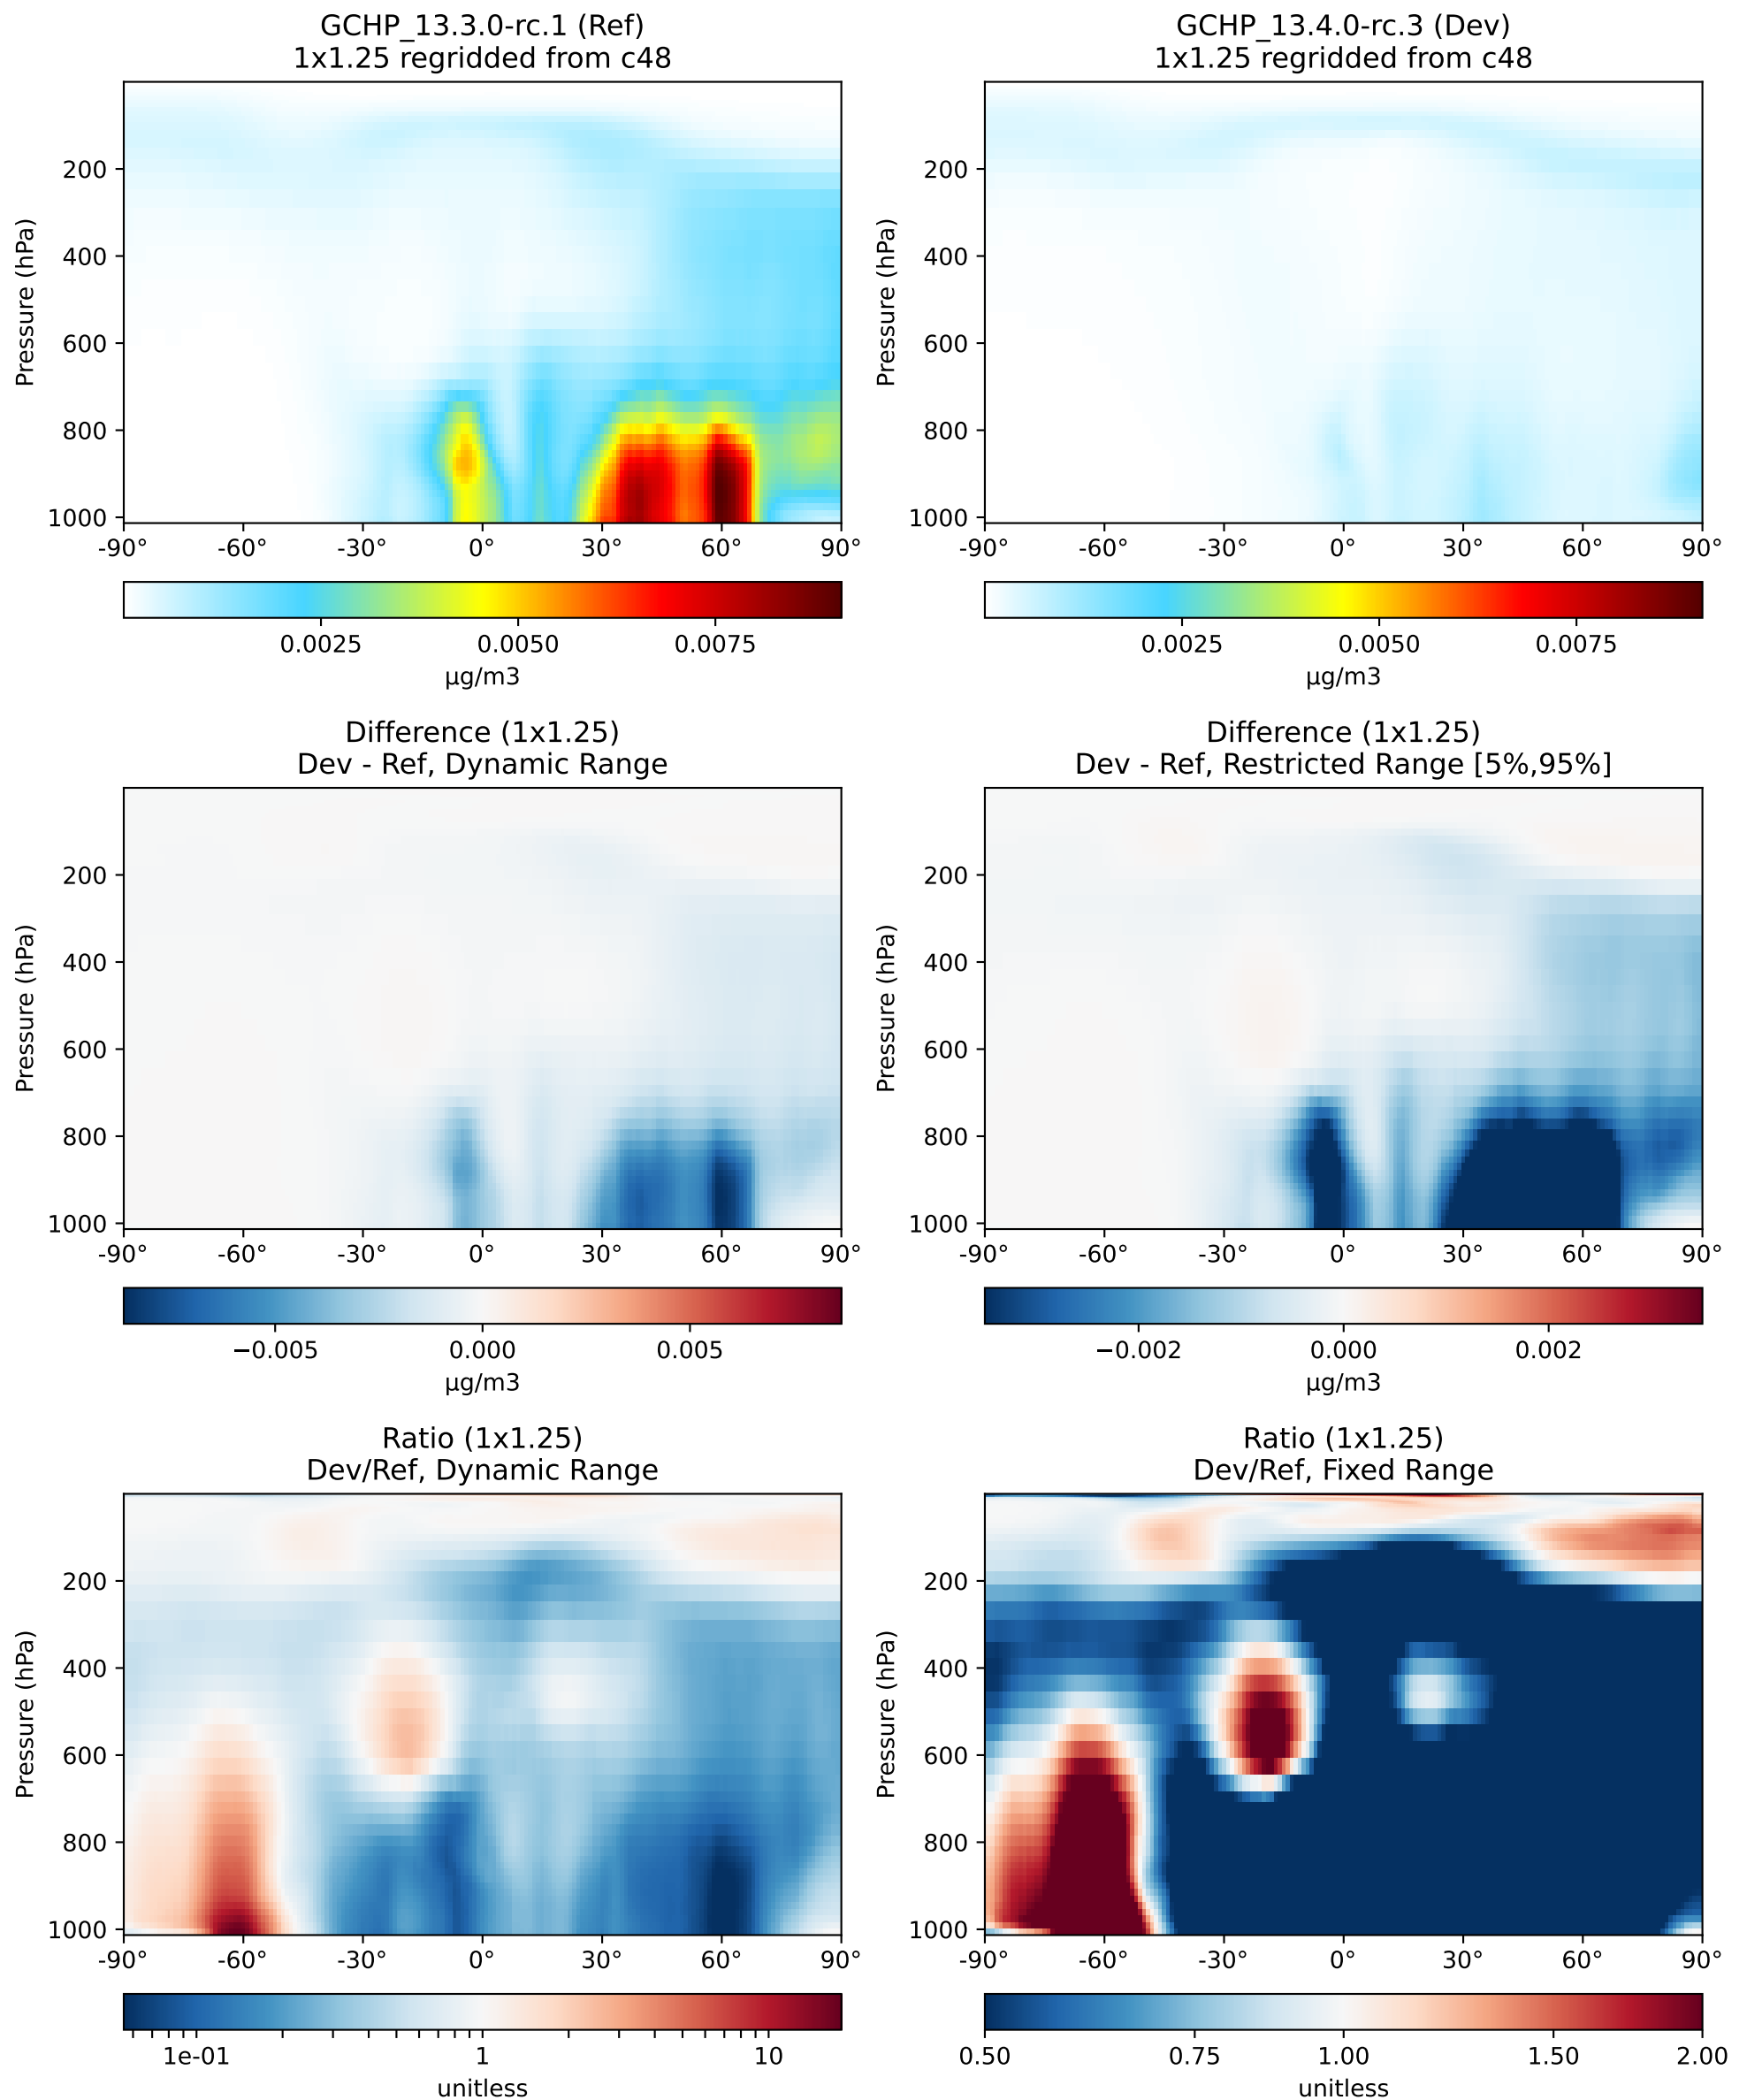 GCHP_13.3.0-rc.1 (Ref)
1x1.25 regridded from c48
Pressure (hPa)
200
400
600
800
1000
-90° -60° -30° 0° 30° 60° 90°
0.0025 0.0050 0.0075
µg/m3
GCHP_13.4.0-rc.3 (Dev)
1x1.25 regridded from c48
Pressure (hPa)
200
400
600
800
1000
-90° -60° -30° 0° 30° 60° 90°
0.0025 0.0050 0.0075
µg/m3
Difference (1x1.25)
Dev - Ref, Dynamic Range
Pressure (hPa)
200
400
600
800
1000
-90° -60° -30° 0° 30° 60° 90°
−0.005 0.000 0.005
µg/m3
Difference (1x1.25)
Dev - Ref, Restricted Range [5%,95%]
Pressure (hPa)
200
400
600
800
1000
-90° -60° -30° 0° 30° 60° 90°
−0.002 0.000 0.002
µg/m3
Ratio (1x1.25)
Dev/Ref, Dynamic Range
Pressure (hPa)
200
400
600
800
1000
-90° -60° -30° 0° 30° 60° 90°
1e-01 1 10
unitless
Ratio (1x1.25)
Dev/Ref, Fixed Range
Pressure (hPa)
200
400
600
800
1000
-90° -60° -30° 0° 30° 60° 90°
0.50 0.75 1.00 1.50 2.00
unitless